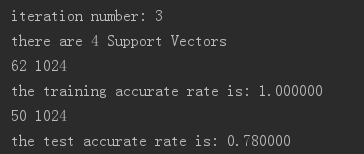 iteration number: 3
there are 4 Support Vectors
62 1024
the training accurate rate is: 1.000000
50 1024
the test accurate rate is: 0.780000